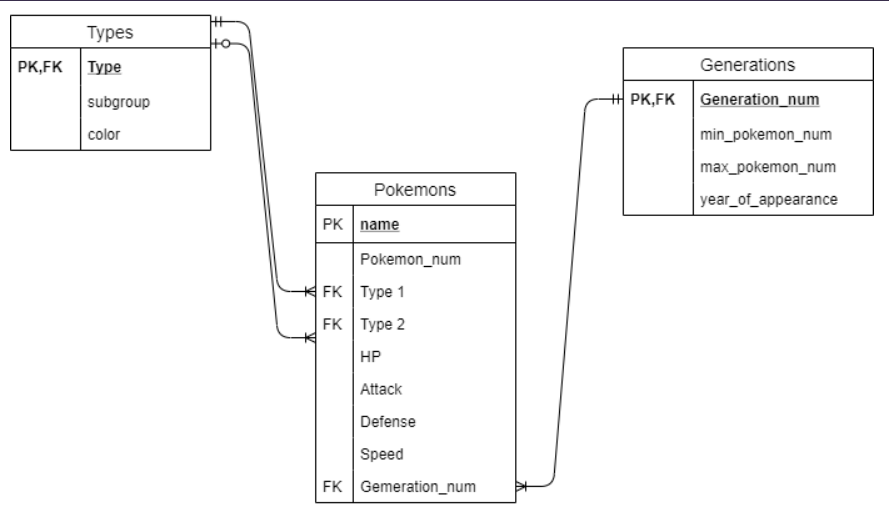 Types
PK,FK Type
subgroup
color
Generations
PK,FK Generation_num
min_pokemon_num
max_pokemon_num
year_of_appearance
Pokemons
PK name
Pokemon_num
FK Type 1
FK Type 2
HP
Attack
Defense
Speed
FK Gemeration_num